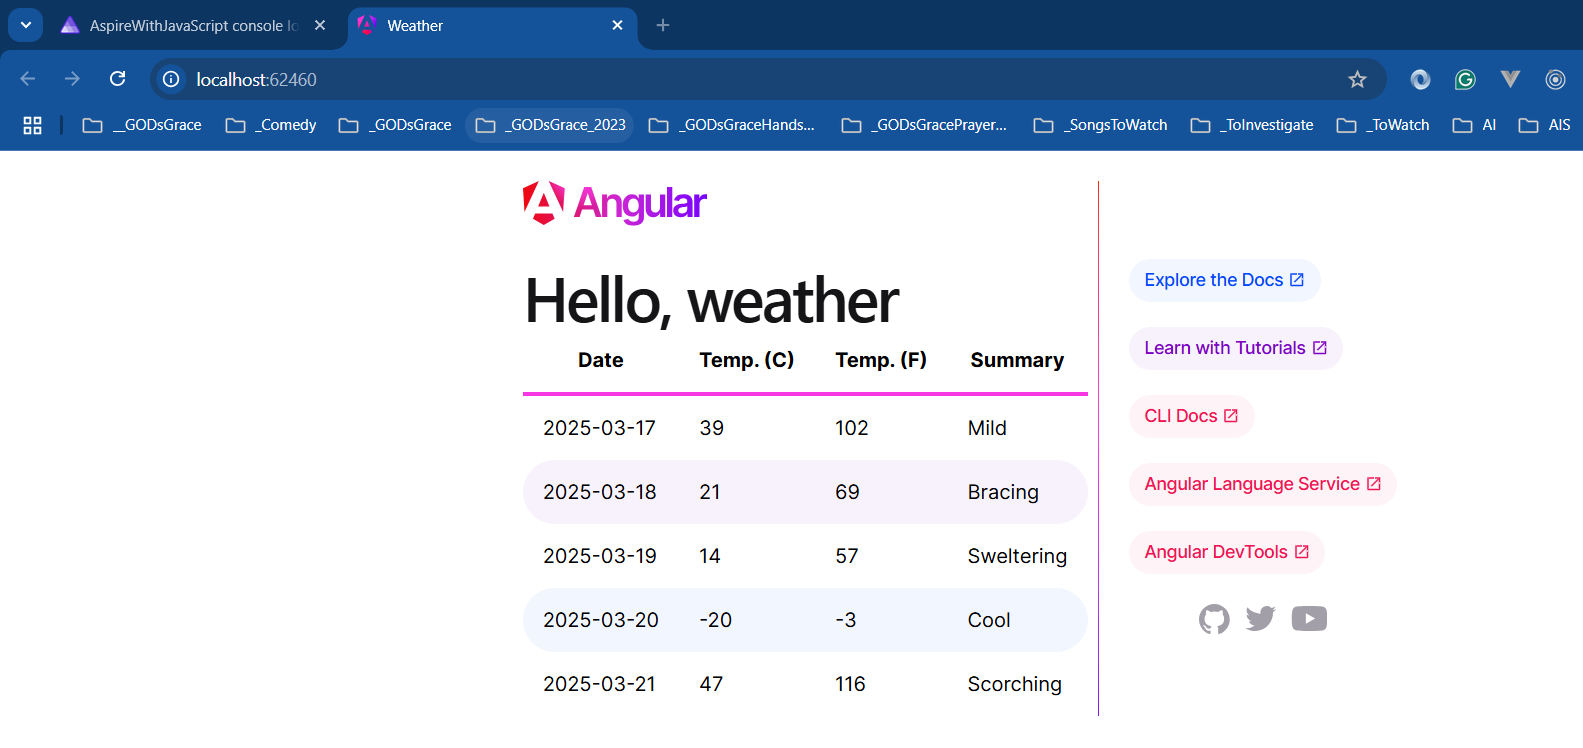 AspireWithJavaScript console lo
Weather
localhost:62460
__GODsGrace
_Comedy
_GODsGrace
_GODsGrace_2023
_GODsGraceHands...
_GODsGracePrayer...
_SongsToWatch
_ToInvestigate
_ToWatch
AI
AIS
Angular
Hello, weather
Date Temp. (C) Temp. (F) Summary
2025-03-17 39 102 Mild
2025-03-18 21 69 Bracing
2025-03-19 14 57 Sweltering
2025-03-20 -20 -3 Cool
2025-03-21 47 116 Scorching
Explore the Docs
Learn with Tutorials
CLI Docs
Angular Language Service
Angular DevTools